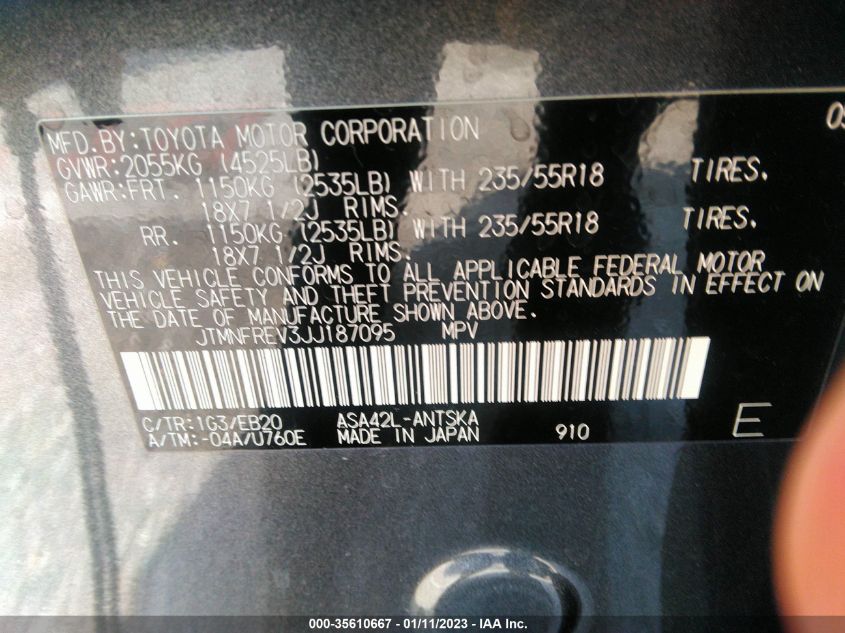 MFD.BY:TOYOTA MOTOR CORPORATION
GVWR:2055KG (4525LB)
GAWR:FRT. 1150KG (2535LB) WITH 235/55R18 TIRES.
18X7 1/2J RIMS.
RR. 1150KG (2535LB) WITH 235/55R18 TIRES.
18X7 1/2J RIMS.
THIS VEHICLE CONFORMS TO ALL APPLICABLE FEDERAL MOTOR
VEHICLE SAFETY AND THEFT PREVENTION STANDARDS IN EFFECT ON
THE DATE OF MANUFACTURE SHOWN ABOVE.
JTMNFREV3JJ187095 MPV
C/TR:1G3/EB20 ASA42L-ANTSKA
A/TM:-04A/U760E MADE IN JAPAN 910 E
000-35610667 - 01/11/2023 - IAA Inc.